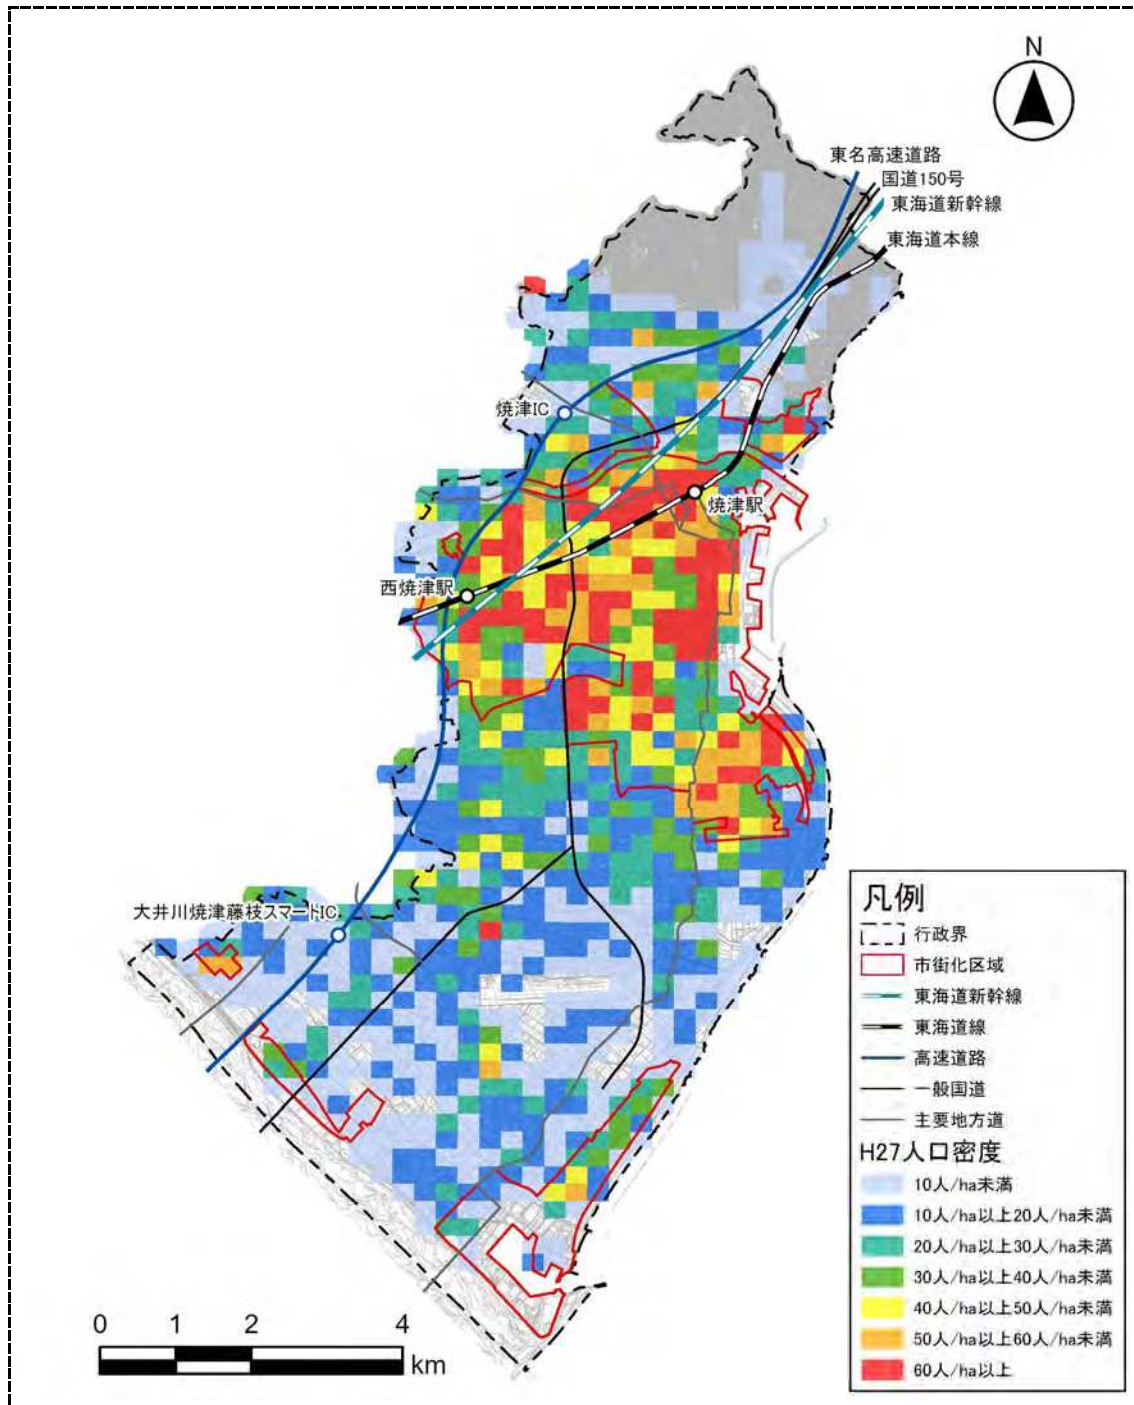 N
東名高速道路
国道150号
東海道新幹線
東海道本線
焼津IC
焼津駅
西焼津駅
大井川焼津藤枝スマートIC
凡例
行政界
市街化区域
東海道新幹線
東海道線
高速道路
一般国道
主要地方道
H27人口密度
10人/ha未満
10人/ha以上20人/ha未満
20人/ha以上30人/ha未満
30人/ha以上40人/ha未満
40人/ha以上50人/ha未満
50人/ha以上60人/ha未満
60人/ha以上
0 1 2 4
km